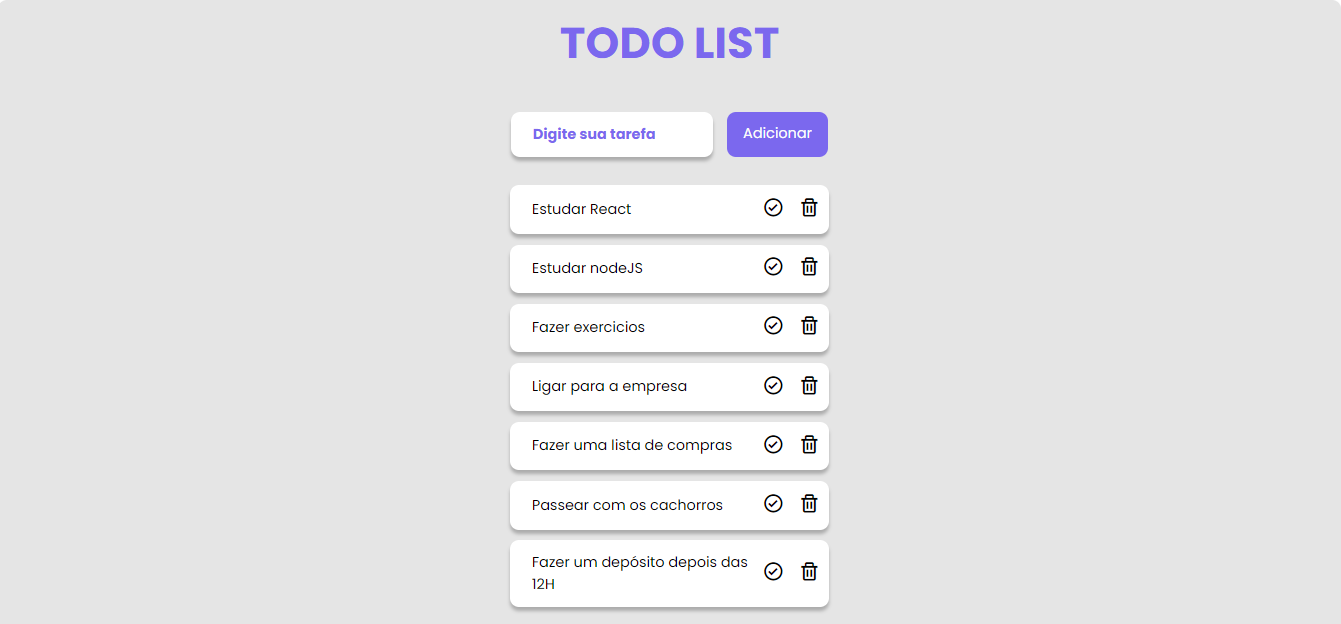 TODO LIST
Digite sua tarefa
Adicionar
Estudar React
Estudar nodeJS
Fazer exercicios
Ligar para a empresa
Fazer uma lista de compras
Passear com os cachorros
Fazer um depósito depois das
12H